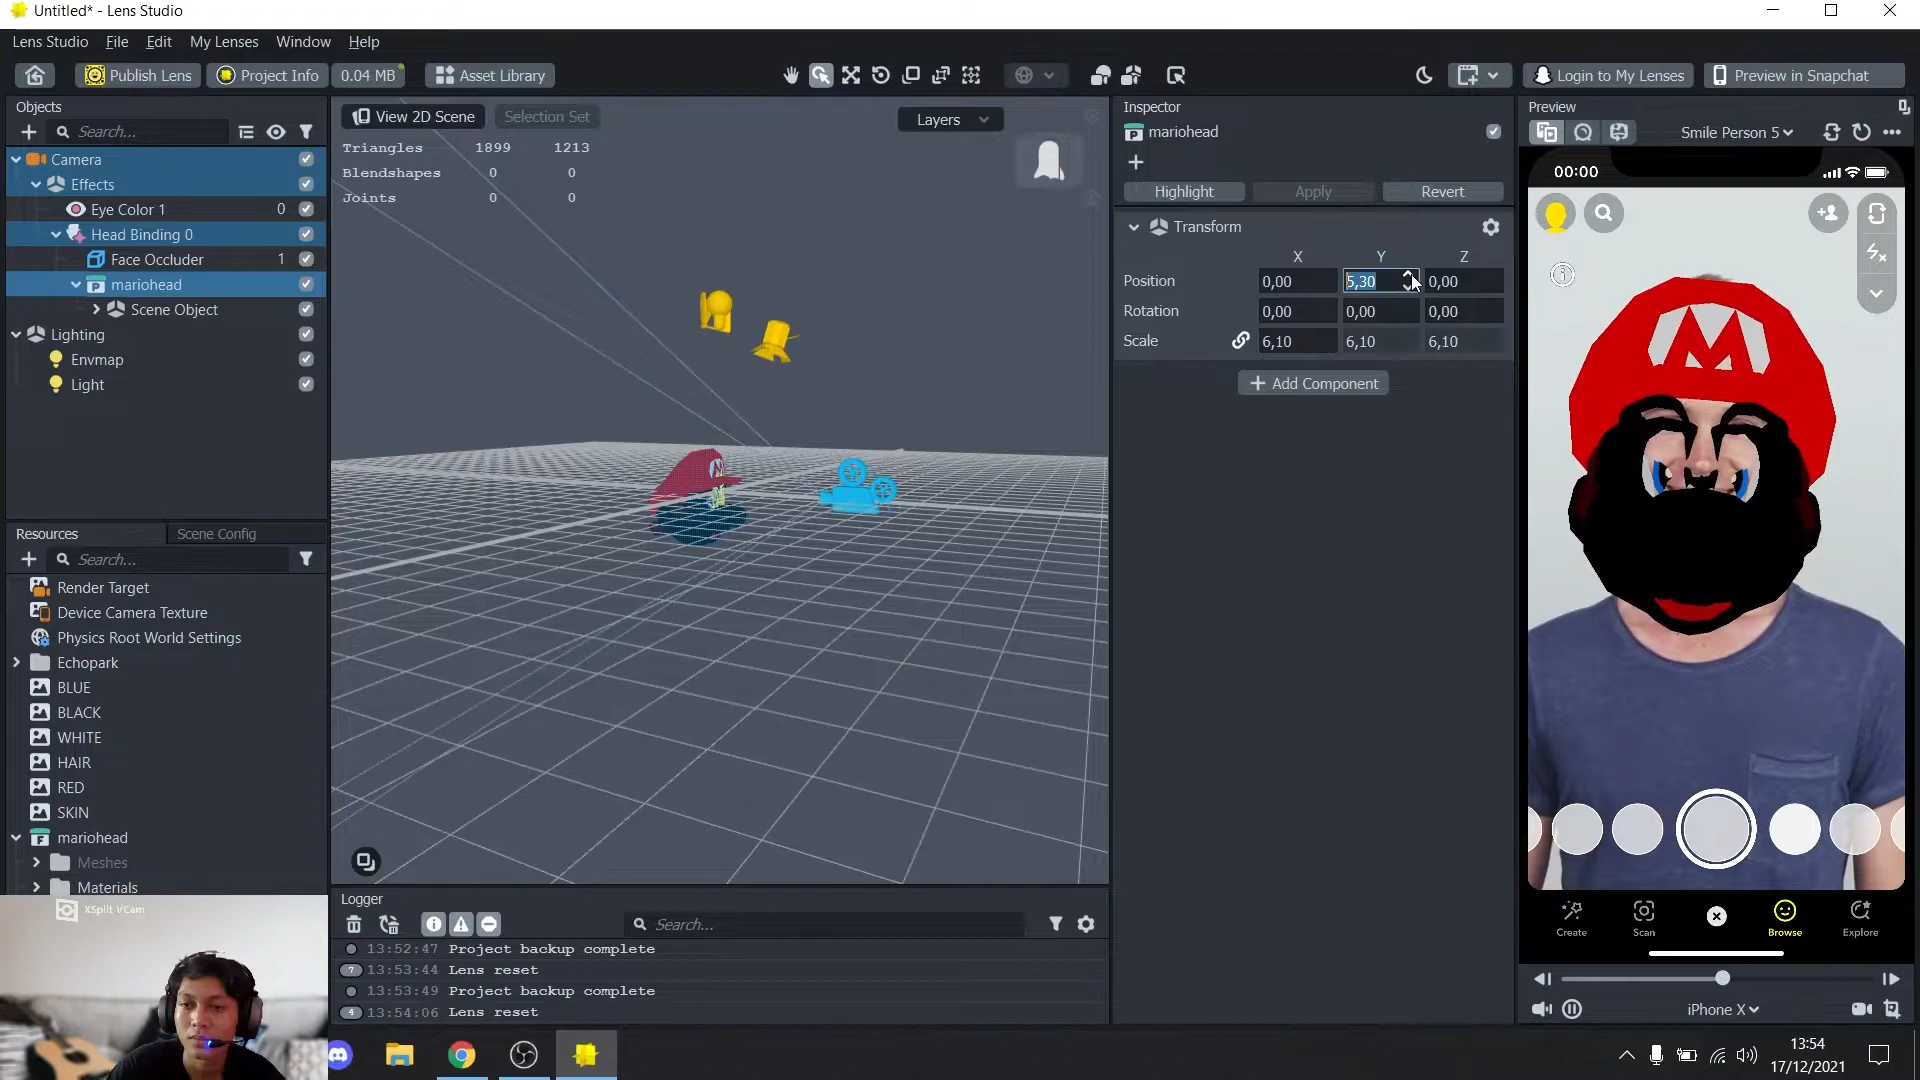 Untitled* - Lens Studio
Lens Studio File Edit My Lenses Window Help
Publish Lens Project Info 0.04 MB Asset Library Login to My Lenses Preview in Snapchat
Objects
Search...
Camera
Effects
Eye Color 1 0
Head Binding 0
Face Occluder 1
mariohead
Scene Object
Lighting
Envmap
Light
Resources Scene Config
Search...
Render Target
Device Camera Texture
Physics Root World Settings
Echopark
BLUE
BLACK
WHITE
HAIR
RED
SKIN
mariohead
Meshes
Materials
XSplit VCam
View 2D Scene Selection Set Layers
Triangles 1899 1213
Blendshapes 0 0
Joints 0 0
Logger
Search...
13:52:47 Project backup complete
7 13:53:44 Lens reset
13:53:49 Project backup complete
4 13:54:06 Lens reset
Inspector
mariohead
Highlight Apply Revert
Transform
X Y Z
Position 0,00 5,30 0,00
Rotation 0,00 0,00 0,00
Scale 6,10 6,10 6,10
+ Add Component
Preview
Smile Person 5
00:00
M
Create Scan Browse Explore
iPhone X
13:54
17/12/2021